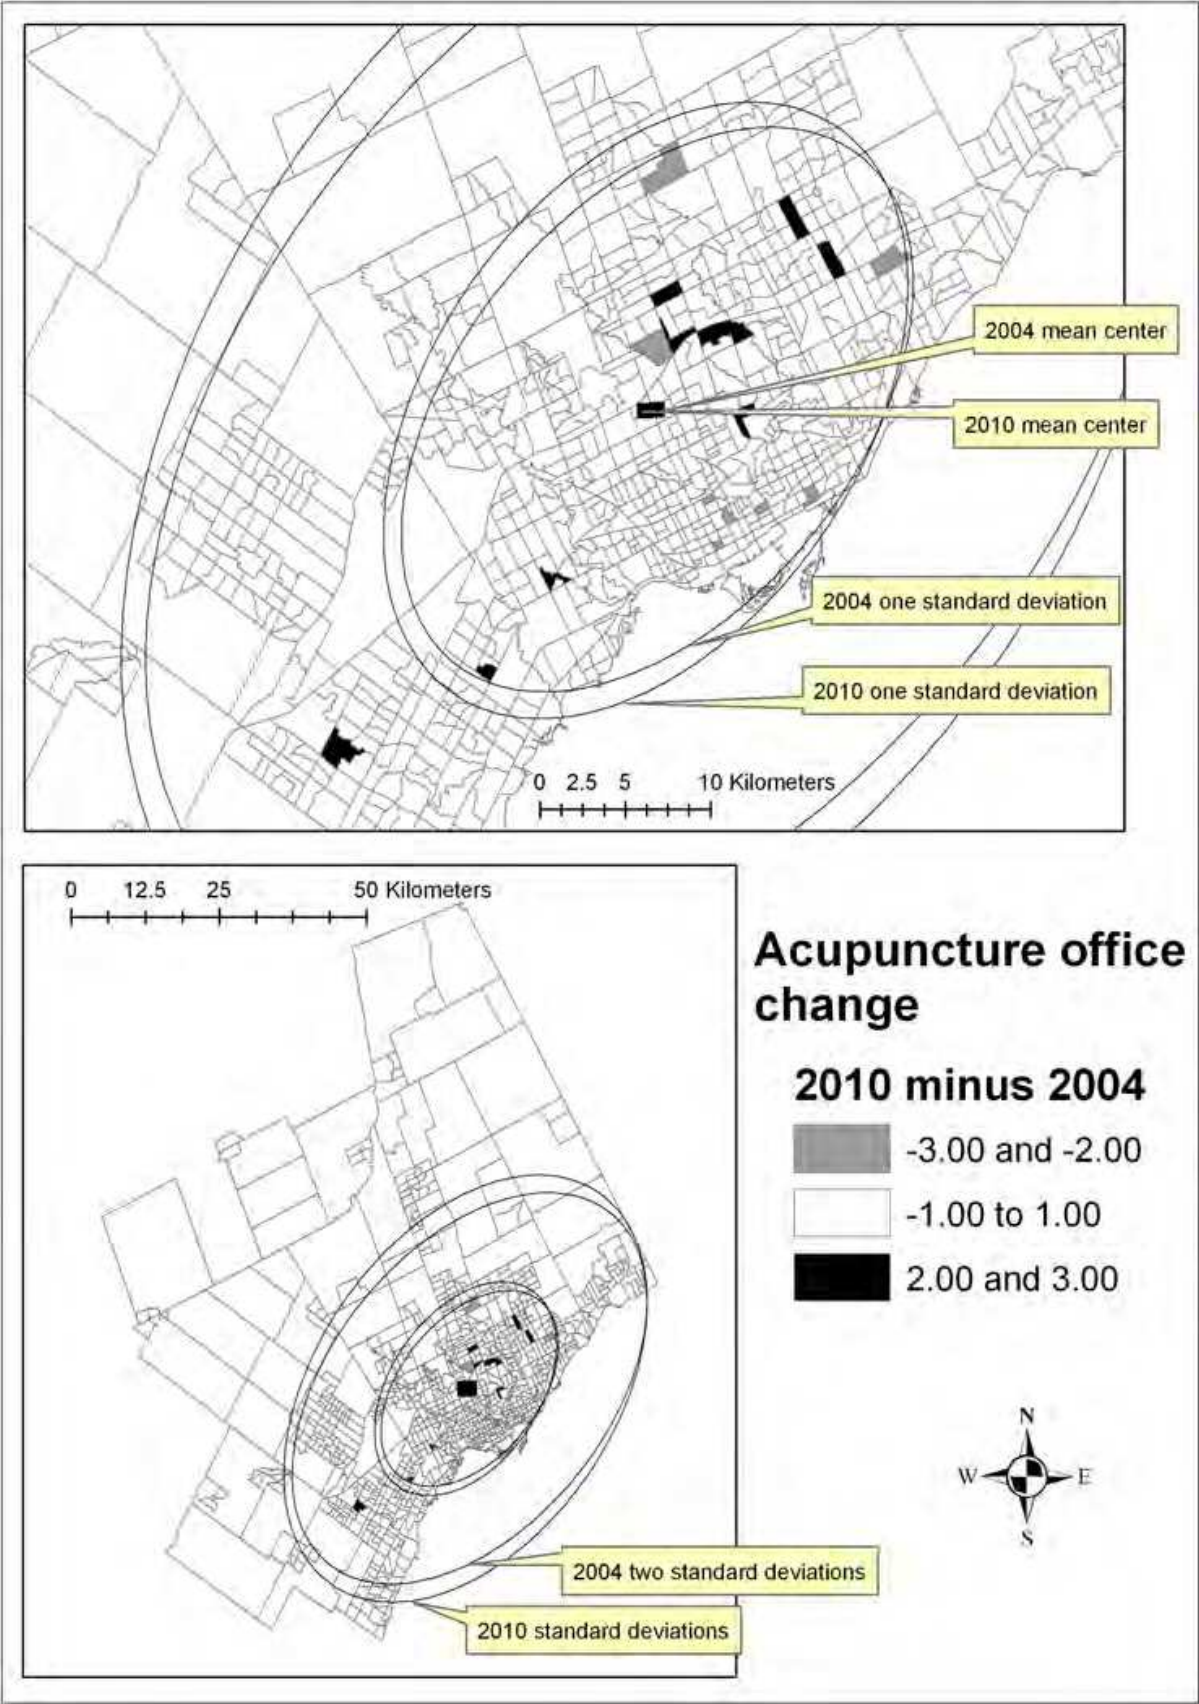 2004 mean center
2010 mean center
2004 one standard deviation
2010 one standard deviation
0 2.5 5 10 Kilometers
0 12.5 25 50 Kilometers
Acupuncture office
change
2010 minus 2004
-3.00 and -2.00
-1.00 to 1.00
2.00 and 3.00
N
W E
S
2004 two standard deviations
2010 standard deviations